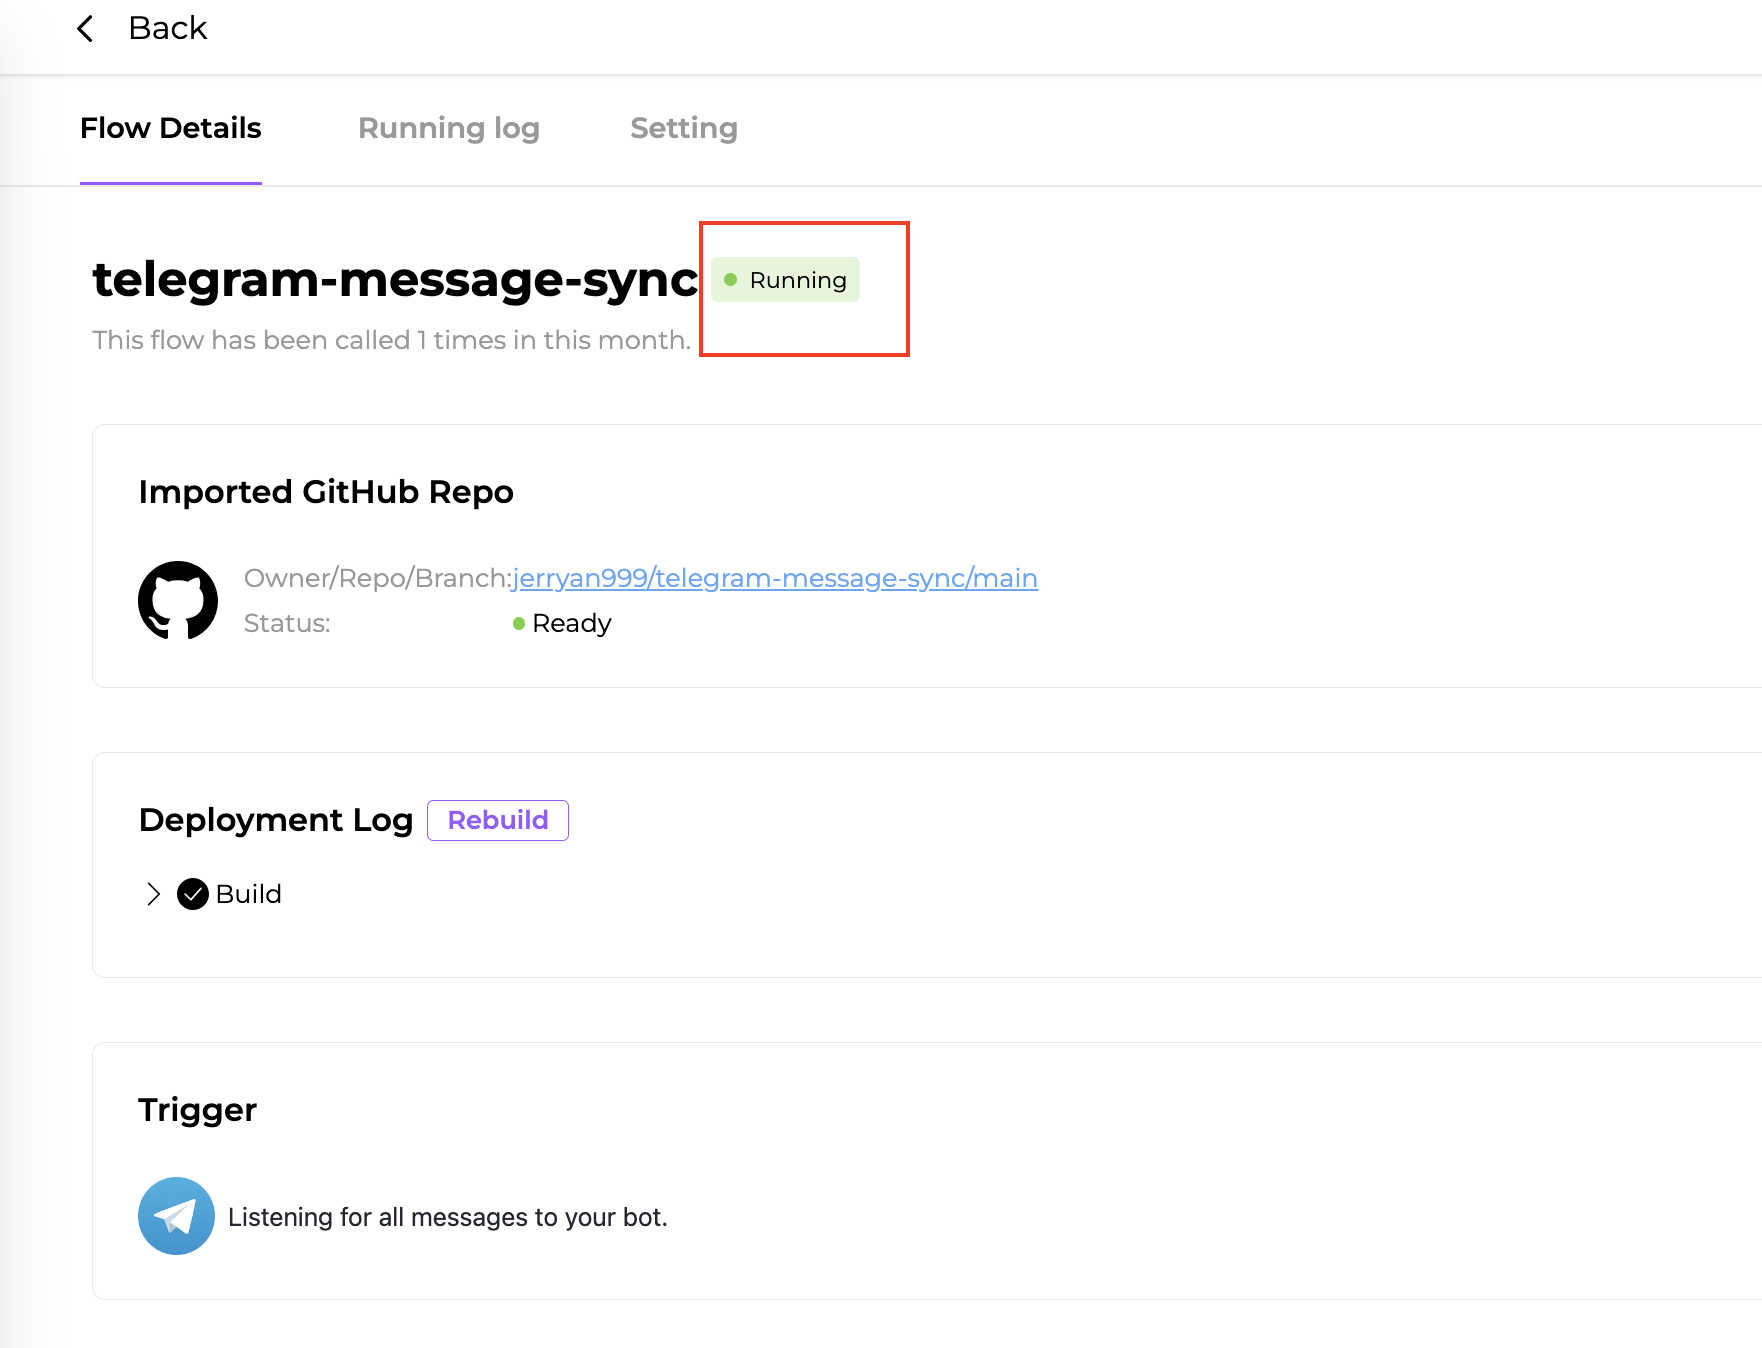 Back
Flow Details Running log Setting
telegram-message-sync Running
This flow has been called 1 times in this month.
Imported GitHub Repo
Owner/Repo/Branch:jerryan999/telegram-message-sync/main
Status: Ready
Deployment Log Rebuild
Build
Trigger
Listening for all messages to your bot.